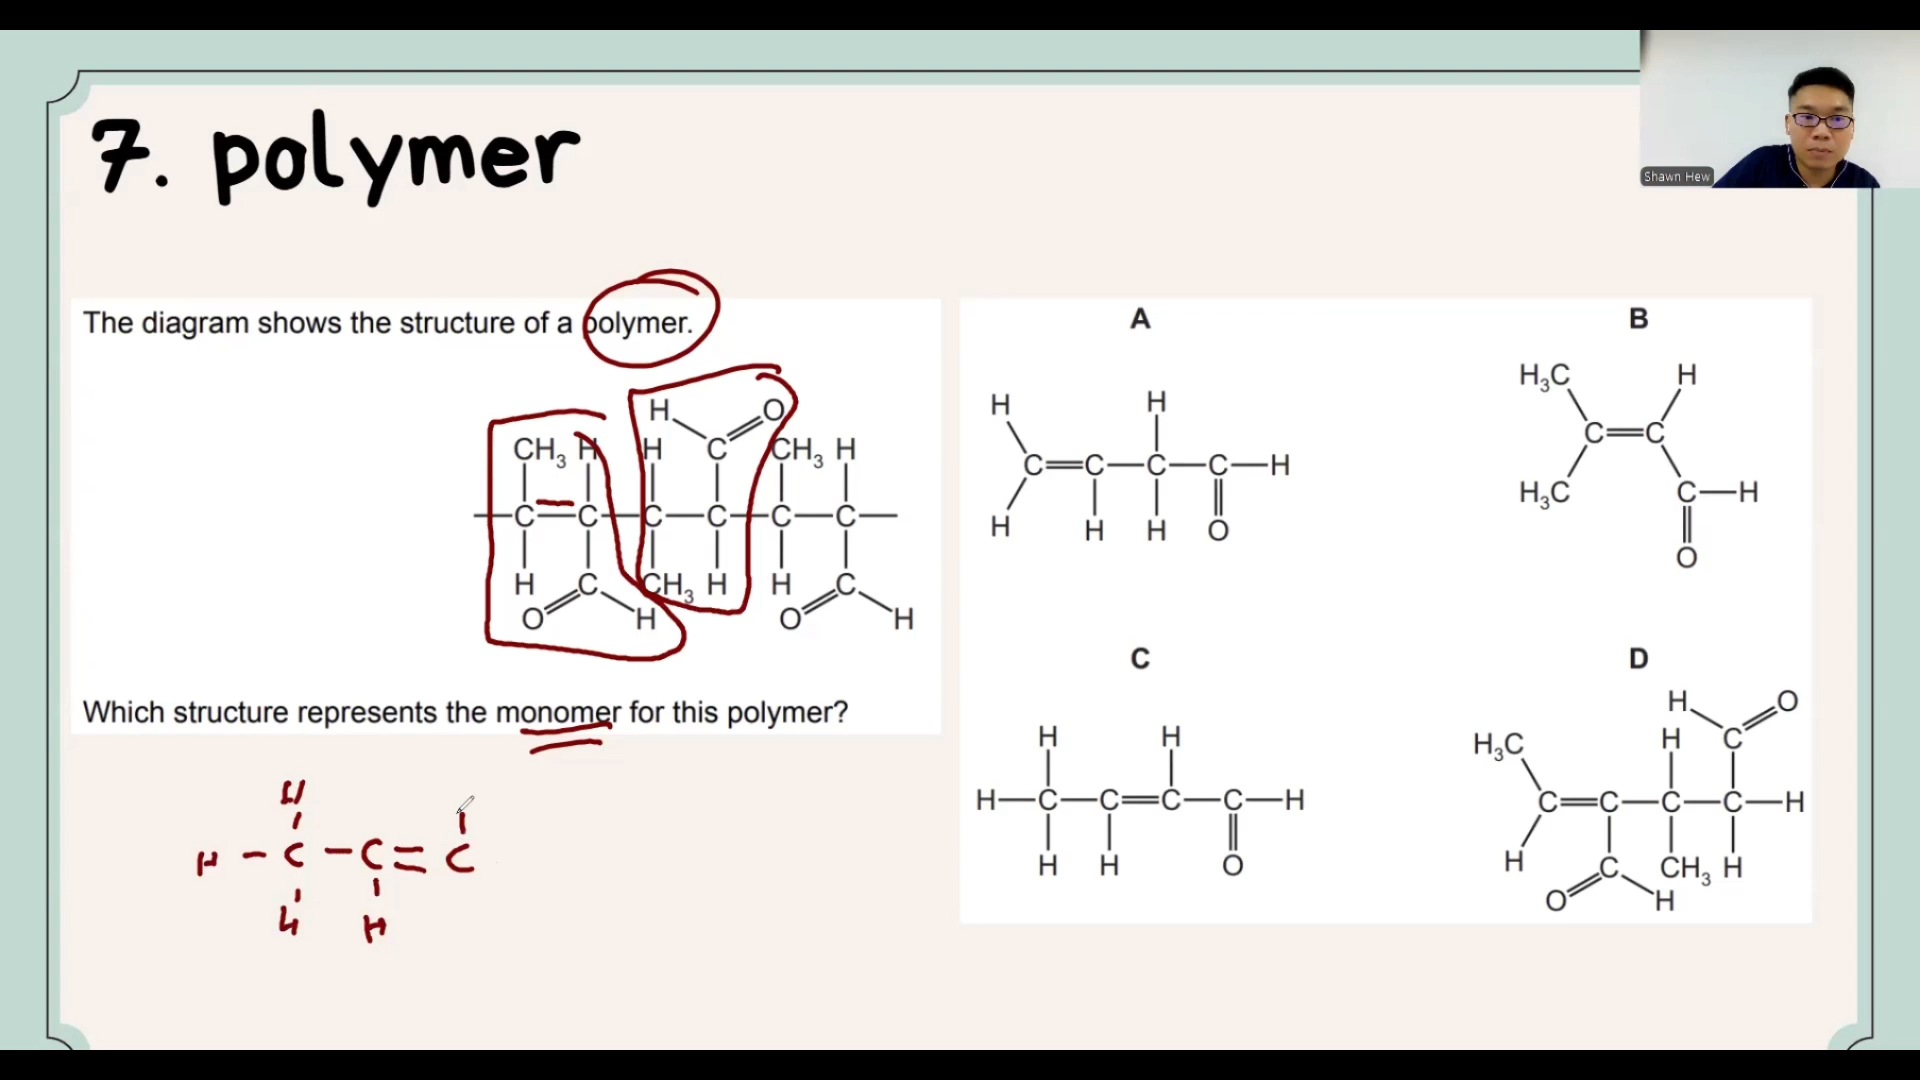 7. polymer
Shawn Hew
The diagram shows the structure of a polymer.
H O
CH3 H H C CH3 H
C C C C C C
H C CH3 H H C
O H O H
Which structure represents the monomer for this polymer?
H
H C C C
H H
A
H H
C C C C H
H H H O
B
H3C H
C C
H3C C H
O
C
H H
H C C C C H
H H O
D
H O
H3C H C
C C C C H
H C CH3 H
O H